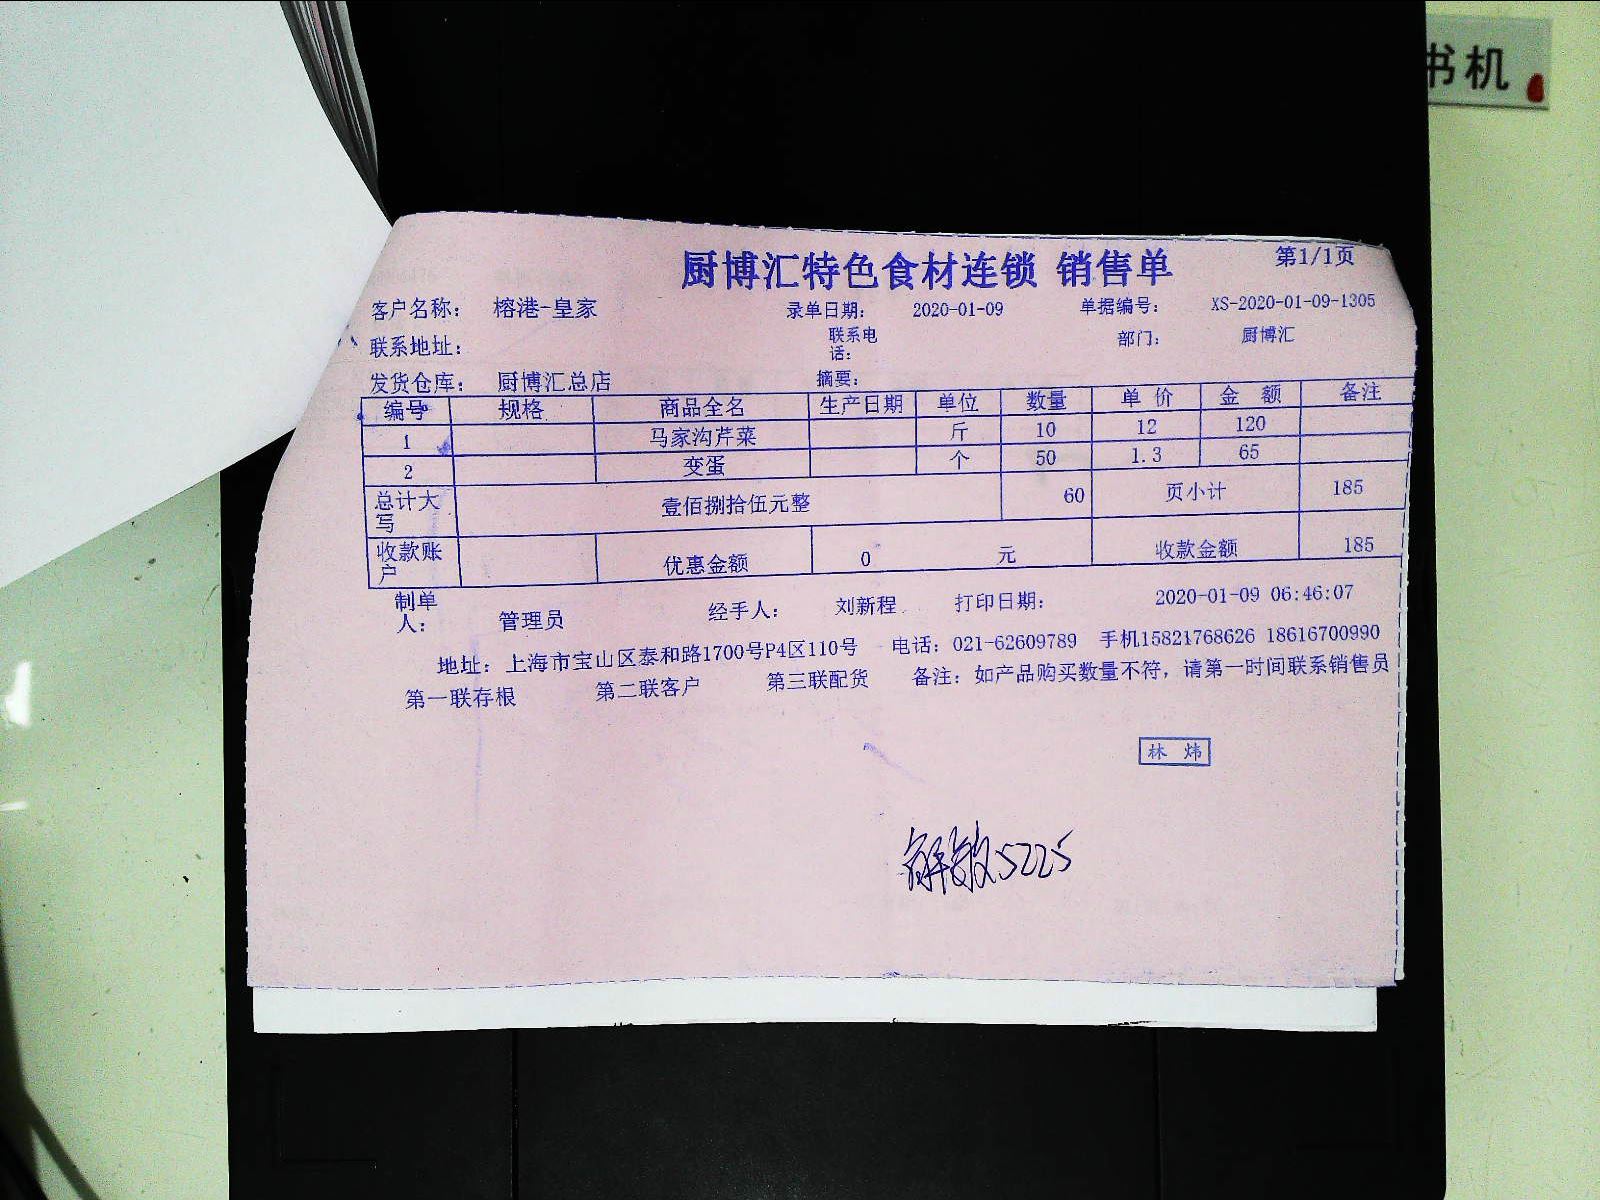 书机
厨博汇特色食材连锁 销售单
第1/1页
客户名称： 榕港-皇家 录单日期： 2020-01-09 单据编号： XS-2020-01-09-1305
联系地址： 联系电话： 部门： 厨博汇
发货仓库： 厨博汇总店 摘要：
编号 规格 商品全名 生产日期 单位 数量 单价 金额 备注
1 马家沟芹菜 斤 10 12 120
2 变蛋 个 50 1.3 65
总计大写 壹佰捌拾伍元整 60 页小计 185
收款账户 优惠金额 0 元 收款金额 185
制单人： 管理员 经手人： 刘新程 打印日期： 2020-01-09 06:46:07
地址：上海市宝山区泰和路1700号P4区110号 电话：021-62609789 手机15821768626 18616700990
第一联存根 第二联客户 第三联配货 备注：如产品购买数量不符，请第一时间联系销售员
林 炜
解敏5225